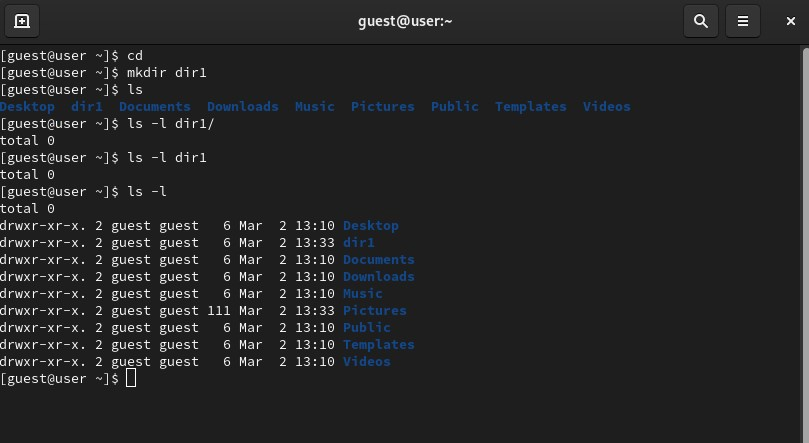 guest@user:~
[guest@user ~]$ cd
[guest@user ~]$ mkdir dir1
[guest@user ~]$ ls
Desktop  dir1  Documents  Downloads  Music  Pictures  Public  Templates  Videos
[guest@user ~]$ ls -l dir1/
total 0
[guest@user ~]$ ls -l dir1
total 0
[guest@user ~]$ ls -l
total 0
drwxr-xr-x. 2 guest guest   6 Mar  2 13:10 Desktop
drwxr-xr-x. 2 guest guest   6 Mar  2 13:33 dir1
drwxr-xr-x. 2 guest guest   6 Mar  2 13:10 Documents
drwxr-xr-x. 2 guest guest   6 Mar  2 13:10 Downloads
drwxr-xr-x. 2 guest guest   6 Mar  2 13:10 Music
drwxr-xr-x. 2 guest guest 111 Mar  2 13:33 Pictures
drwxr-xr-x. 2 guest guest   6 Mar  2 13:10 Public
drwxr-xr-x. 2 guest guest   6 Mar  2 13:10 Templates
drwxr-xr-x. 2 guest guest   6 Mar  2 13:10 Videos
[guest@user ~]$